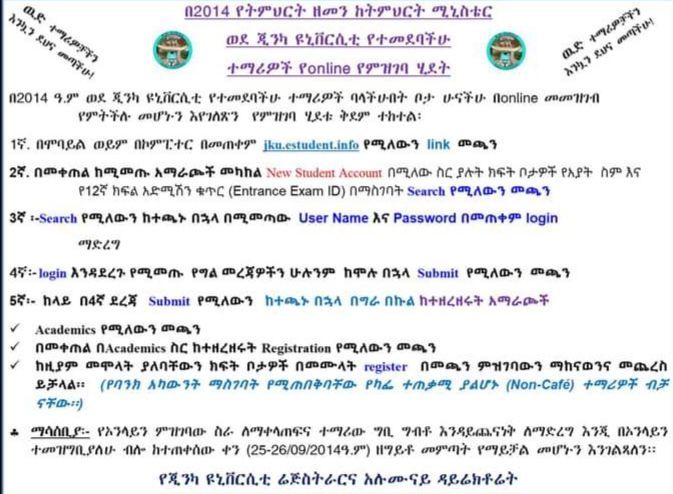 በ2014 የትምህርት ዘመን ከትምህርት ሚኒስቴር
ውድ ተማሪዎቻችን
እንኳን ደህና መጣችሁ!
ወደ ጂንካ ዩኒቨርሲቲ የተመደባችሁ
ውድ ተማሪዎቻችን
እንኳን ደህና መጣችሁ!
ተማሪዎች የonline የምዝገባ ሂደት
በ2014 ዓ.ም ወደ ጂንካ ዩኒቨርሲቲ የተመደባችሁ ተማሪዎች ባላችሁበት ቦታ ሁናችሁ በonline መመዝገብ
የምትችሉ መሆኑን እየገለጽን የምዝገባ ሂደቱ ቅደም ተከተል፡
1ኛ. በሞባይል ወይም በኮምፒተር በመጠቀም jku.estudent.info የሚለውን link መጫን
2ኛ. በመቀጠል ከሚመጡ አማራጮች መካከል New Student Account በሚለው ስር ያሉት ክፍት ቦታዎች የአያት ስም እና
የ12ኛ ክፍል አድሚሽን ቁጥር (Entrance Exam ID) በማስገባት Search የሚለውን መጫን
3ኛ ፡-Search የሚለውን ከተጫኑ በኋላ በሚመጣው User Name እና Password በመጠቀም login
ማድረግ
4ኛ፡- login እንዳደረጉ የሚመጡ የግል መረጃዎችን ሁሉንም ከሞሉ በኋላ Submit የሚለውን መጫን
5ኛ፡- ከላይ በ4ኛ ደረጃ Submit የሚለውን ከተጫኑ በኋላ በግራ በኩል ከተዘረዘሩት አማራጮች
✓ Academics የሚለውን መጫን
✓ በመቀጠል በAcademics ስር ከተዘረዘሩት Registration የሚለውን መጫን
✓ ከዚያም መሞላት ያለባቸውን ክፍት ቦታዎች በመሙላት register በመጫን ምዝገባውን ማከናወንና መጨረስ
ይቻላል፡፡ (የባንክ አካውንት ማስገባት የሚጠበቅባቸው የካፌ ተጠቃሚ ያልሆኑ (Non-Café) ተማሪዎች ብቻ
ናቸው፡፡)
♣ ማሳሰቢያ፡- የኦንላይን ምዝገባው ስራ ለማቀላጠፍና ተማሪው ግቢ ግብቶ እንዳይጨናነቅ ለማድረግ እንጂ በኦንላይን
ተመዝግቢያለሁ ብሎ ከተጠቀሰው ቀን (25-26/09/2014ዓ.ም) ዘግይቶ መምጣት የማይቻል መሆኑን እንገልጻለን፡፡
የጂንካ ዩኒቨርሲቲ ሬጅስትራርና አሉሙናይ ዳይሬክቶሬት